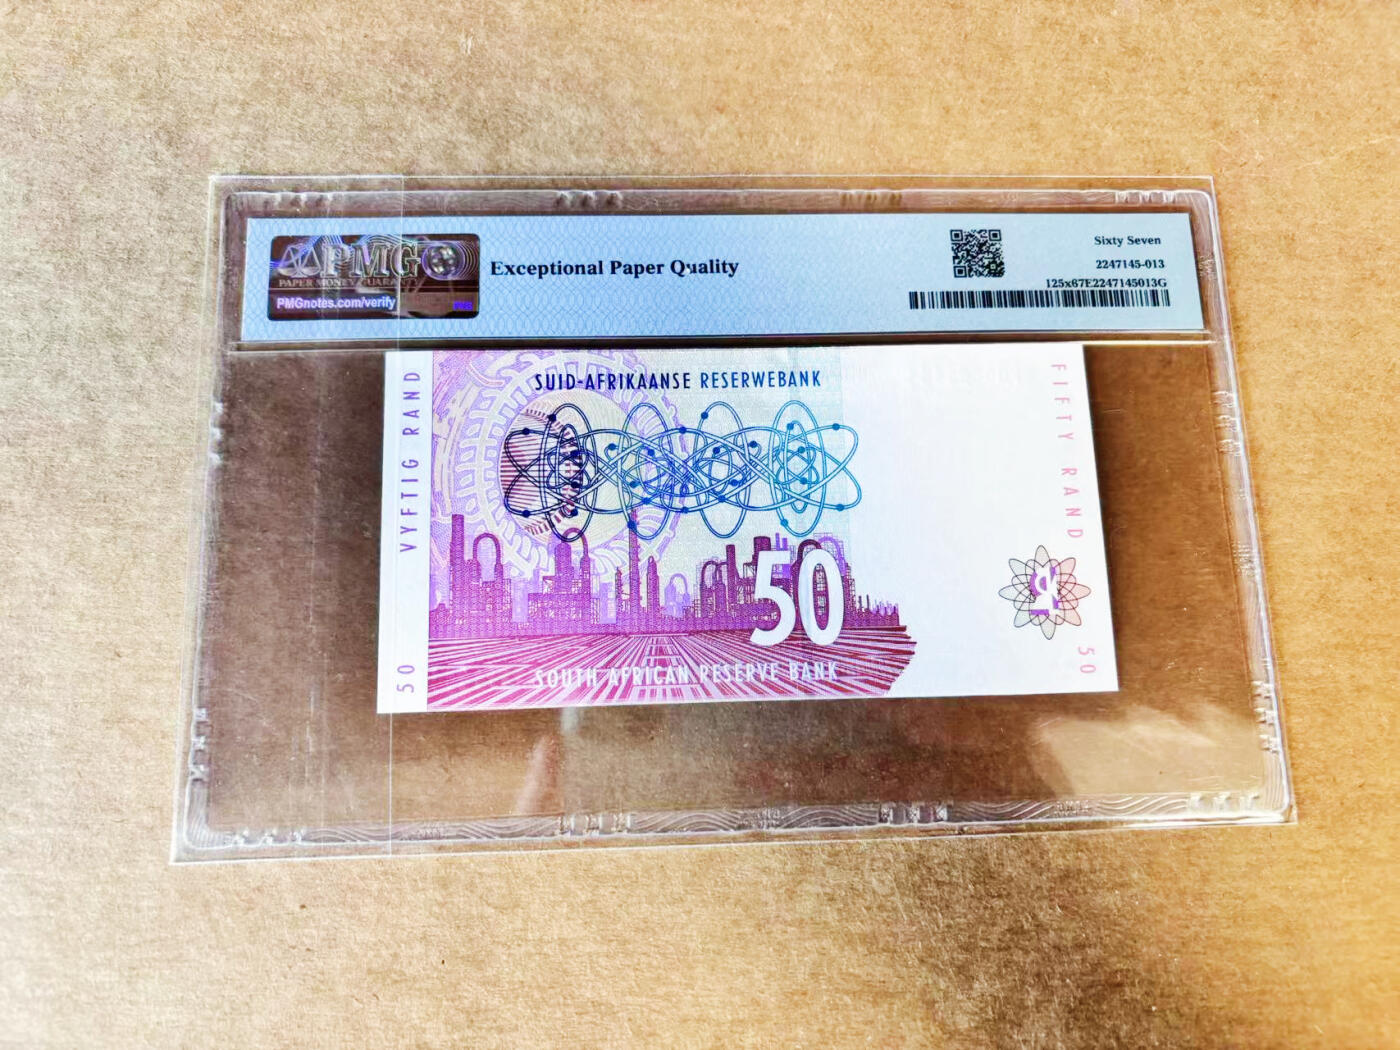 PMG
PAPER MONEY GUARANTY
PMGnotes.com/verify
Exceptional Paper Quality
Sixty Seven
2247145-013
125x67E2247145013G
SUID-AFRIKAANSE RESERWEBANK
VYFTIG RAND
50
FIFTY RAND
50
50
SOUTH AFRICAN RESERVE BANK